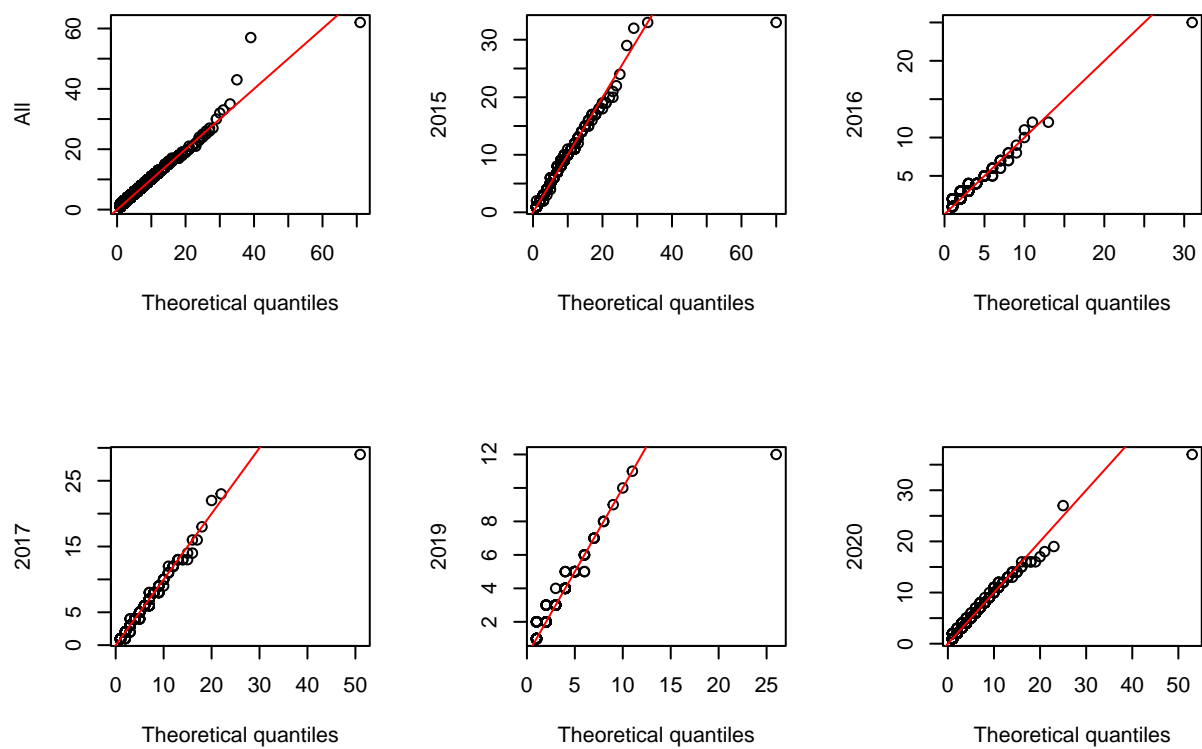 All
0 20 40 60
0 20 40 60
Theoretical quantiles
2015
0 10 20 30
0 20 40 60
Theoretical quantiles
2016
5 10 20
0 5 10 20 30
Theoretical quantiles
2017
0 5 15 25
0 10 20 30 40 50
Theoretical quantiles
2019
2 4 6 8 10 12
0 5 10 15 20 25
Theoretical quantiles
2020
0 10 20 30
0 10 20 30 40 50
Theoretical quantiles